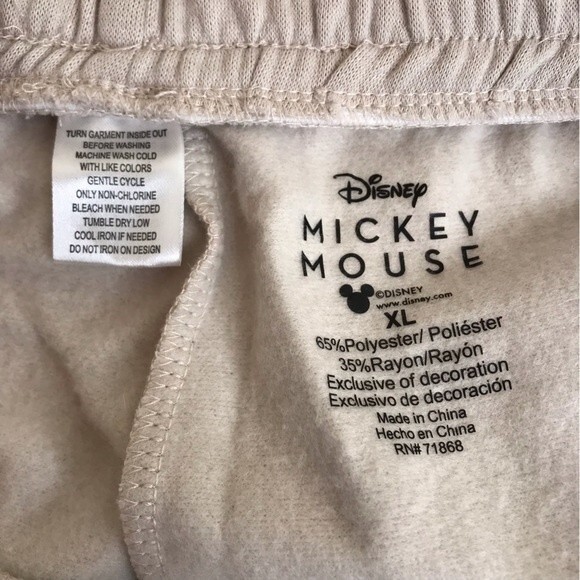 TURN GARMENT INSIDE OUT
BEFORE WASHING
MACHINE WASH COLD
WITH LIKE COLORS
GENTLE CYCLE
ONLY NON-CHLORINE
BLEACH WHEN NEEDED
TUMBLE DRY LOW
COOL IRON IF NEEDED
DO NOT IRON ON DESIGN
Disney
MICKEY
MOUSE
©DISNEY
www.disney.com
XL
65%Polyester/ Poliéster
35%Rayon/Rayón
Exclusive of decoration
Exclusivo de decoración
Made in China
Hecho en China
RN#71868